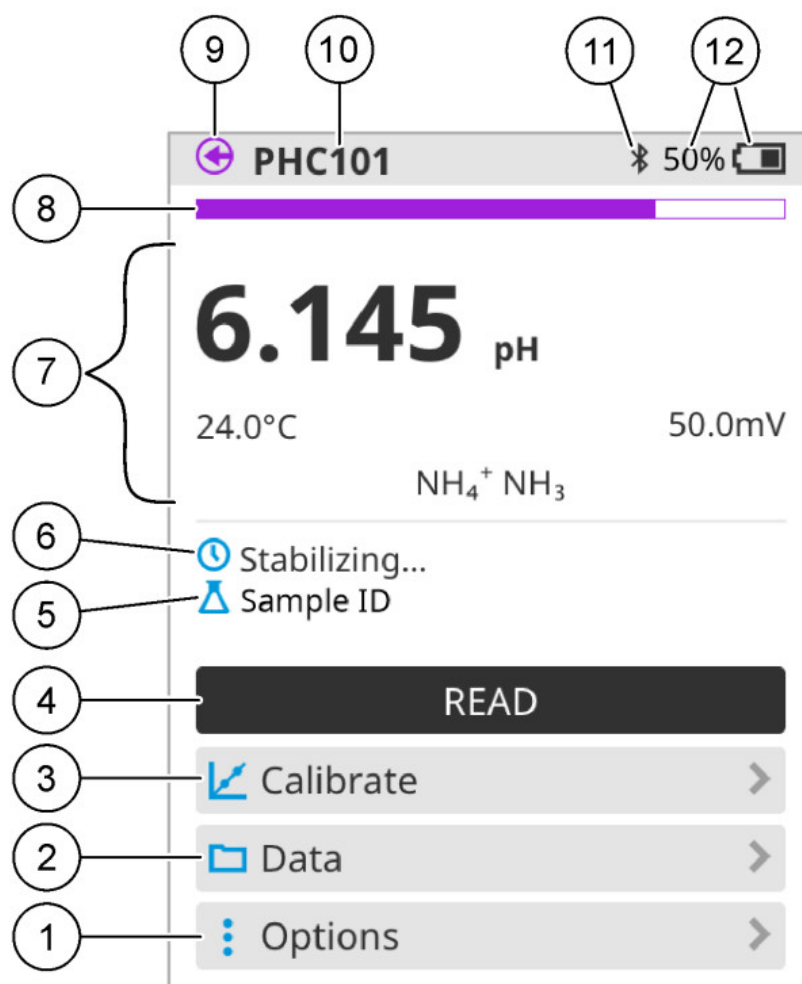 9 10 11 12
PHC101 50%
8
6.145 pH
7
24.0°C 50.0mV
NH₄⁺ NH₃
6 Stabilizing...
5 Sample ID
4 READ
3 Calibrate
2 Data
1 Options